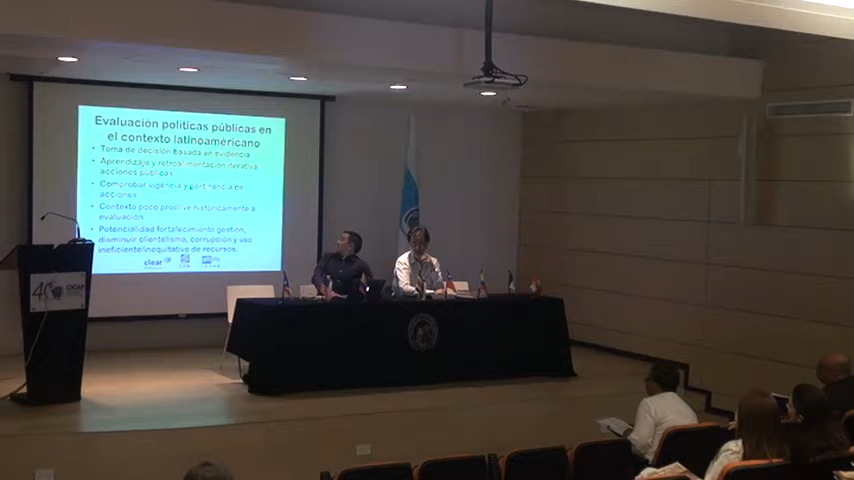 Evaluación políticas públicas en
el contexto latinoamericano
• Toma de decisión basada en evidencia
• Aprendizaje y retroalimentación iterativa
acciones públicas
• Comprobar vigencia y pertinencia de
acciones
• Contexto poco proclive históricamente a
evaluación
• Potencialidad fortalecimiento gestión,
disminuir clientelismo, corrupción y uso
ineficiente/inequitativo de recursos.
clear
40 CICAP